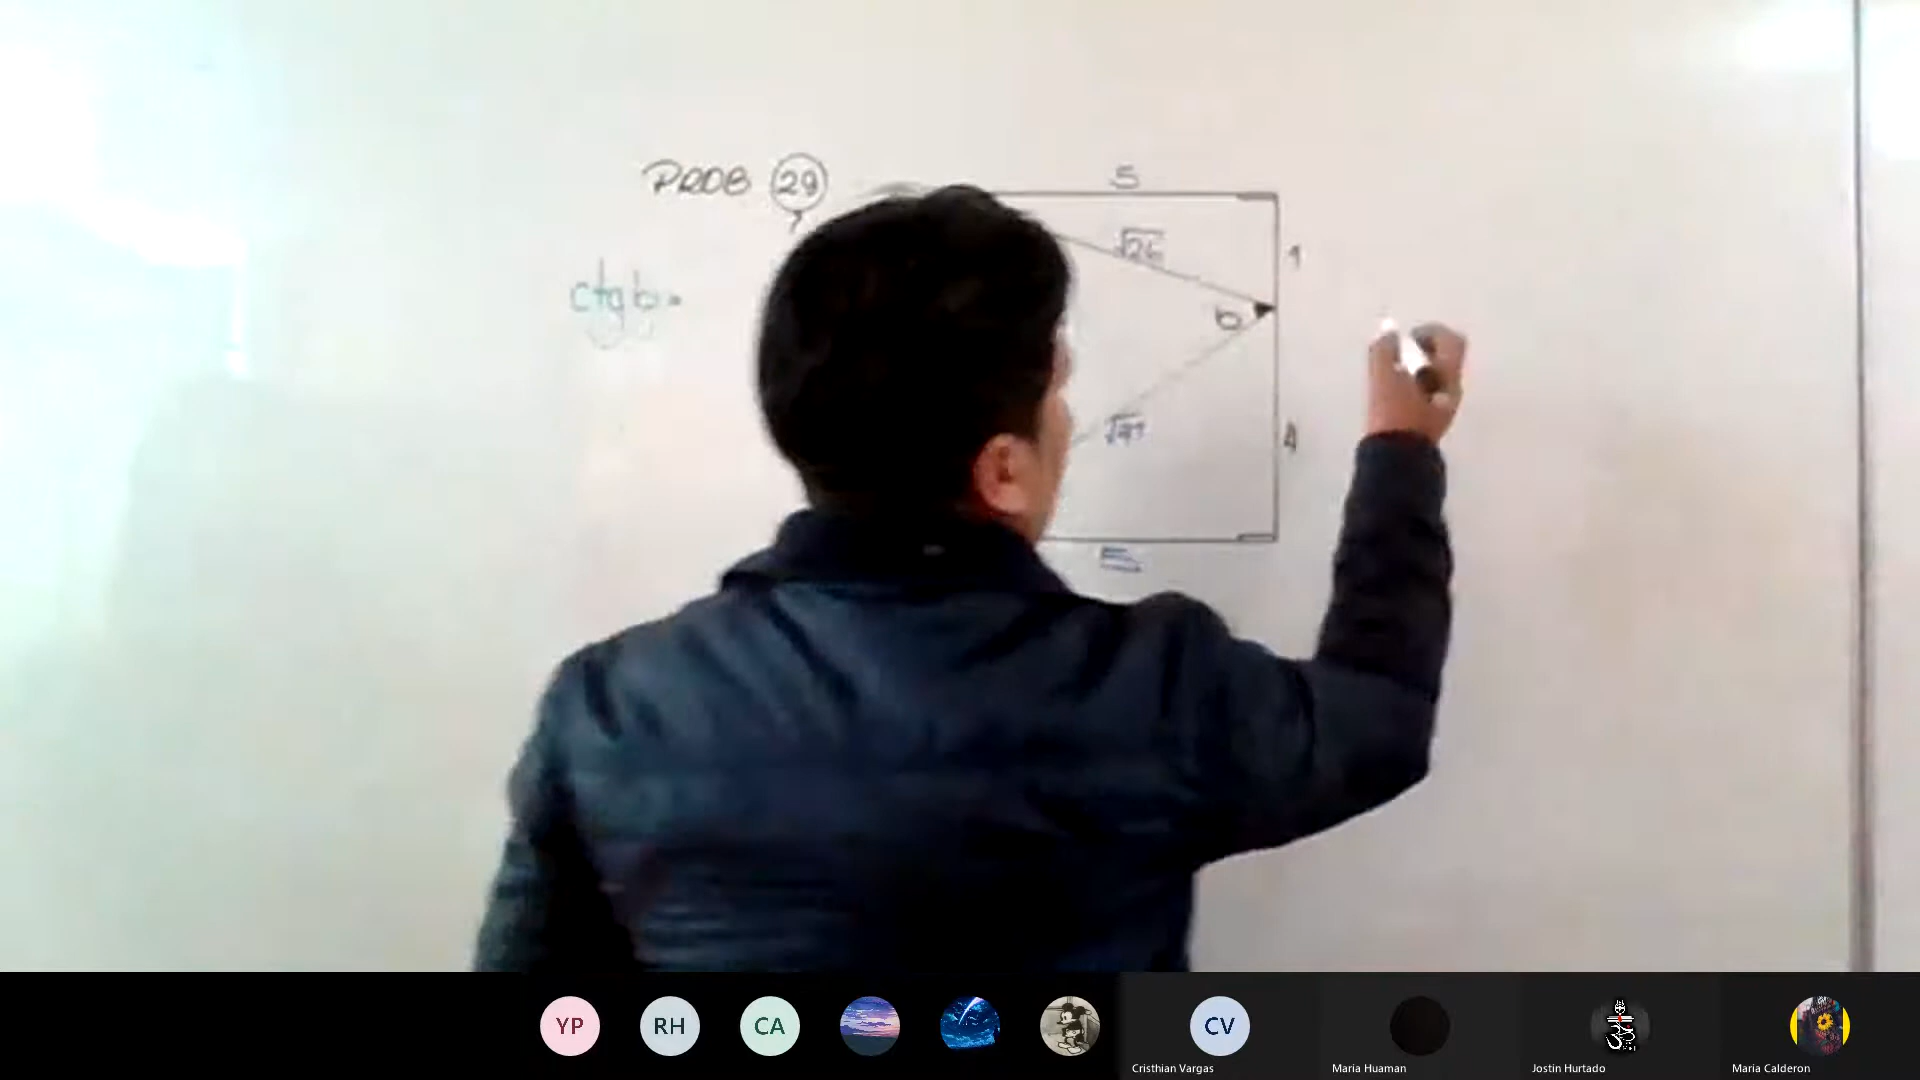 PROB 29
5
√26
1
ctg b =
b
√41
4
5
YP RH CA CV
Cristhian Vargas Maria Huaman Jostin Hurtado Maria Calderon